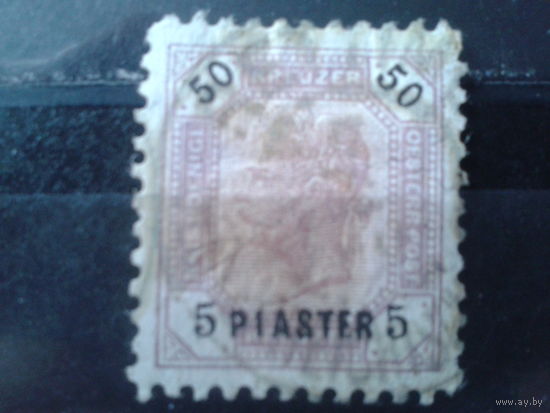 50 KREUZER 50
OESTERR. POST
5 PIASTER 5
www.ay.by